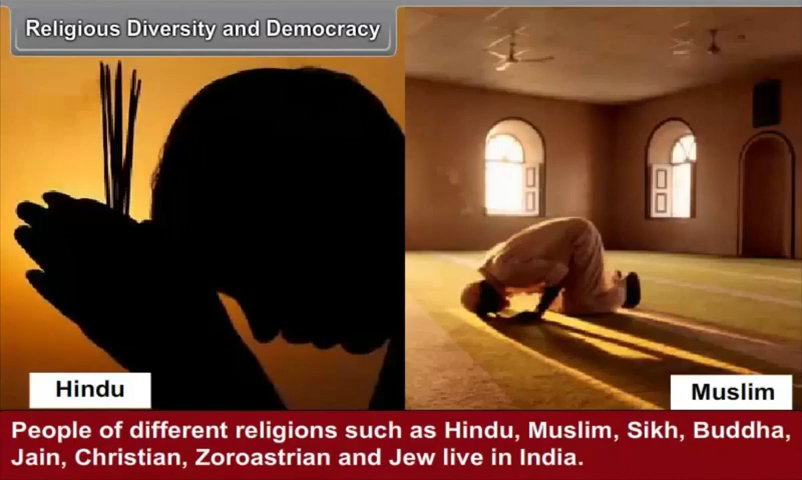 Religious Diversity and Democracy
Hindu
Muslim
People of different religions such as Hindu, Muslim, Sikh, Buddha,
Jain, Christian, Zoroastrian and Jew live in India.